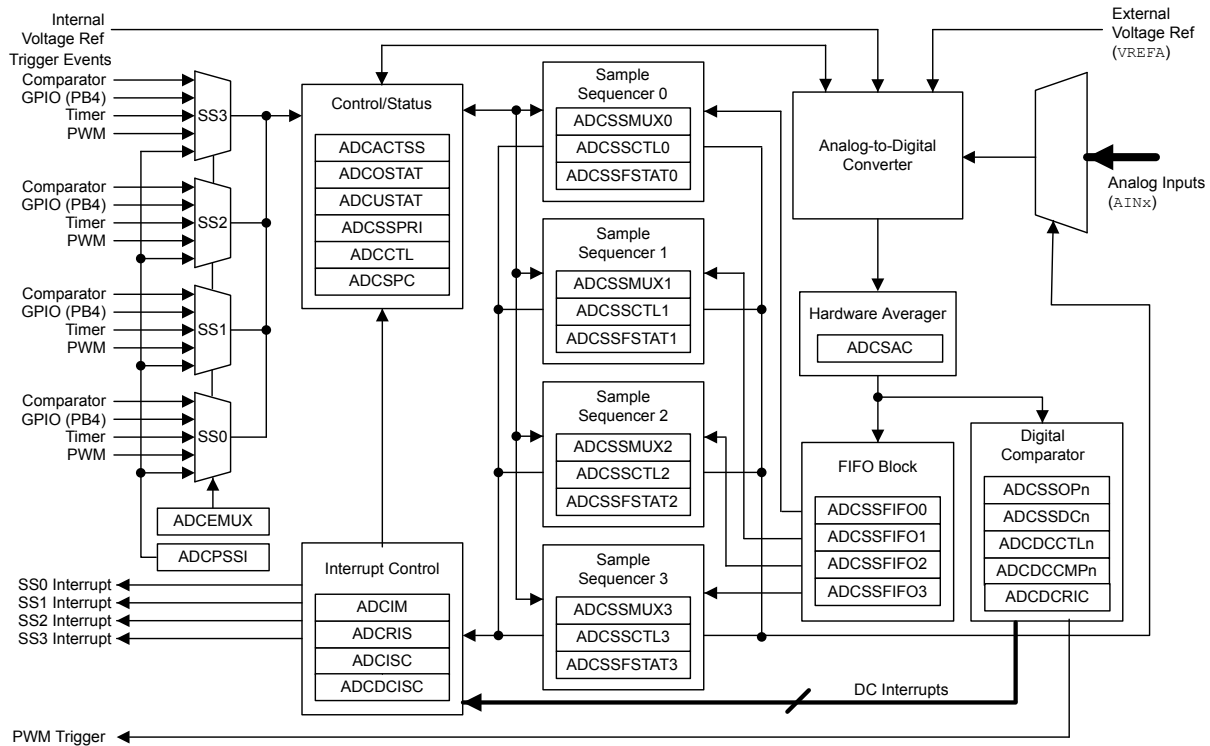 Internal
Voltage Ref
External
Voltage Ref
(VREFA)
Trigger Events
Comparator
GPIO (PB4)
Timer
PWM
SS3
Comparator
GPIO (PB4)
Timer
PWM
SS2
Comparator
GPIO (PB4)
Timer
PWM
SS1
Comparator
GPIO (PB4)
Timer
PWM
SS0
ADCEMUX
ADCPSSI
Control/Status
ADCACTSS
ADCOSTAT
ADCUSTAT
ADCSSPRI
ADCCTL
ADCSPC
Sample
Sequencer 0
ADCSSMUX0
ADCSSCTL0
ADCSSFSTAT0
Sample
Sequencer 1
ADCSSMUX1
ADCSSCTL1
ADCSSFSTAT1
Sample
Sequencer 2
ADCSSMUX2
ADCSSCTL2
ADCSSFSTAT2
Sample
Sequencer 3
ADCSSMUX3
ADCSSCTL3
ADCSSFSTAT3
Analog-to-Digital
Converter
Analog Inputs
(AINx)
Hardware Averager
ADCSAC
FIFO Block
ADCSSFIFO0
ADCSSFIFO1
ADCSSFIFO2
ADCSSFIFO3
Digital
Comparator
ADCSSOPn
ADCSSDCn
ADCDCCTLn
ADCDCCMPn
ADCDCRIC
Interrupt Control
ADCIM
ADCRIS
ADCISC
ADCDCISC
SS0 Interrupt
SS1 Interrupt
SS2 Interrupt
SS3 Interrupt
DC Interrupts
PWM Trigger